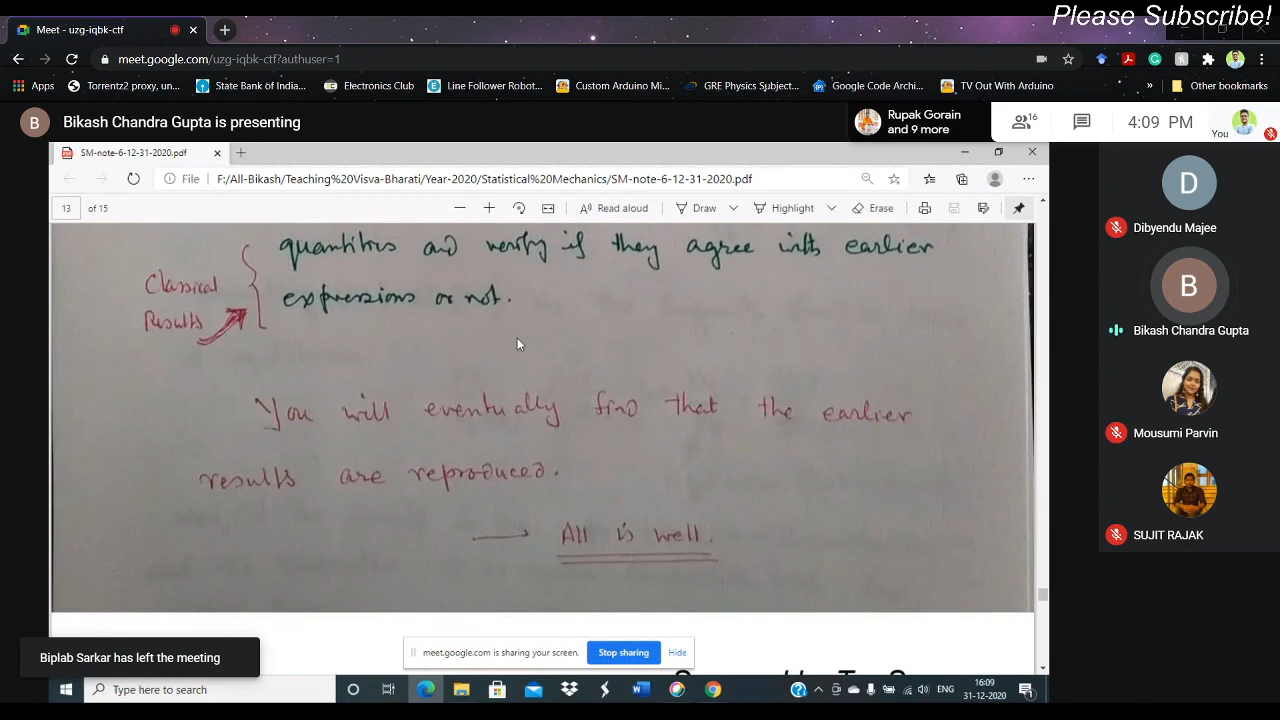 Please Subscribe!
Meet - uzg-iqbk-ctf
meet.google.com/uzg-iqbk-ctf?authuser=1
Apps Torrentz2 proxy, un... State Bank of India... Electronics Club Line Follower Robot... Custom Arduino Mi... GRE Physics Subject... Google Code Archi... TV Out With Arduino » Other bookmarks
B Bikash Chandra Gupta is presenting
Rupak Gorain
and 9 more
16
4:09 PM
You
SM-note-6-12-31-2020.pdf
File F:/All-Bikash/Teaching%20Visva-Bharati/Year-2020/Statistical%20Mechanics/SM-note-6-12-31-2020.pdf
13 of 15 Read aloud Draw Highlight Erase
quantities and verify if they agree with earlier
expressions or not.
Classical
Results
You will eventually find that the earlier
results are reproduced.
→ All is well.
D
Dibyendu Majee
B
Bikash Chandra Gupta
Mousumi Parvin
SUJIT RAJAK
Biplab Sarkar has left the meeting
meet.google.com is sharing your screen. Stop sharing Hide
Type here to search
ENG
16:09
31-12-2020